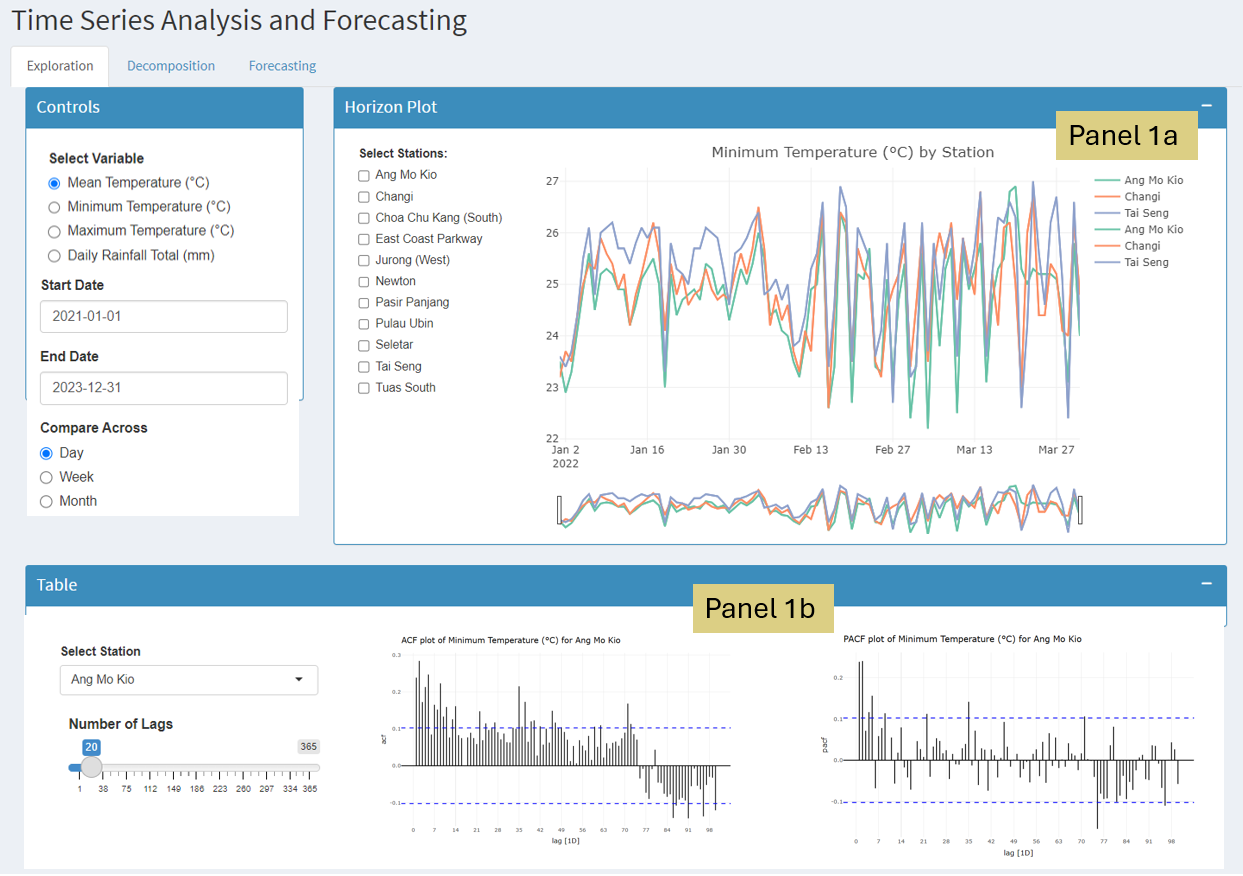 Time Series Analysis and Forecasting
Exploration Decomposition Forecasting
Controls
Select Variable
Mean Temperature (°C)
Minimum Temperature (°C)
Maximum Temperature (°C)
Daily Rainfall Total (mm)
Start Date
2021-01-01
End Date
2023-12-31
Compare Across
Day
Week
Month
Horizon Plot
Panel 1a
Select Stations:
Ang Mo Kio
Changi
Choa Chu Kang (South)
East Coast Parkway
Jurong (West)
Newton
Pasir Panjang
Pulau Ubin
Seletar
Tai Seng
Tuas South
Minimum Temperature (°C) by Station
27
26
25
24
23
22
Jan 2 Jan 16 Jan 30 Feb 13 Feb 27 Mar 13 Mar 27
2022
Ang Mo Kio
Changi
Tai Seng
Ang Mo Kio
Changi
Tai Seng
Table
Panel 1b
Select Station
Ang Mo Kio
Number of Lags
20 365
1 38 75 112 149 186 223 260 297 334 365
ACF plot of Minimum Temperature (°C) for Ang Mo Kio
0.3
0.2
0.1
0.0
-0.1
acf
0 7 14 21 28 35 42 49 56 63 70 77 84 91 98
lag [1D]
PACF plot of Minimum Temperature (°C) for Ang Mo Kio
0.2
0.1
0.0
-0.1
pacf
0 7 14 21 28 35 42 49 56 63 70 77 84 91 98
lag [1D]